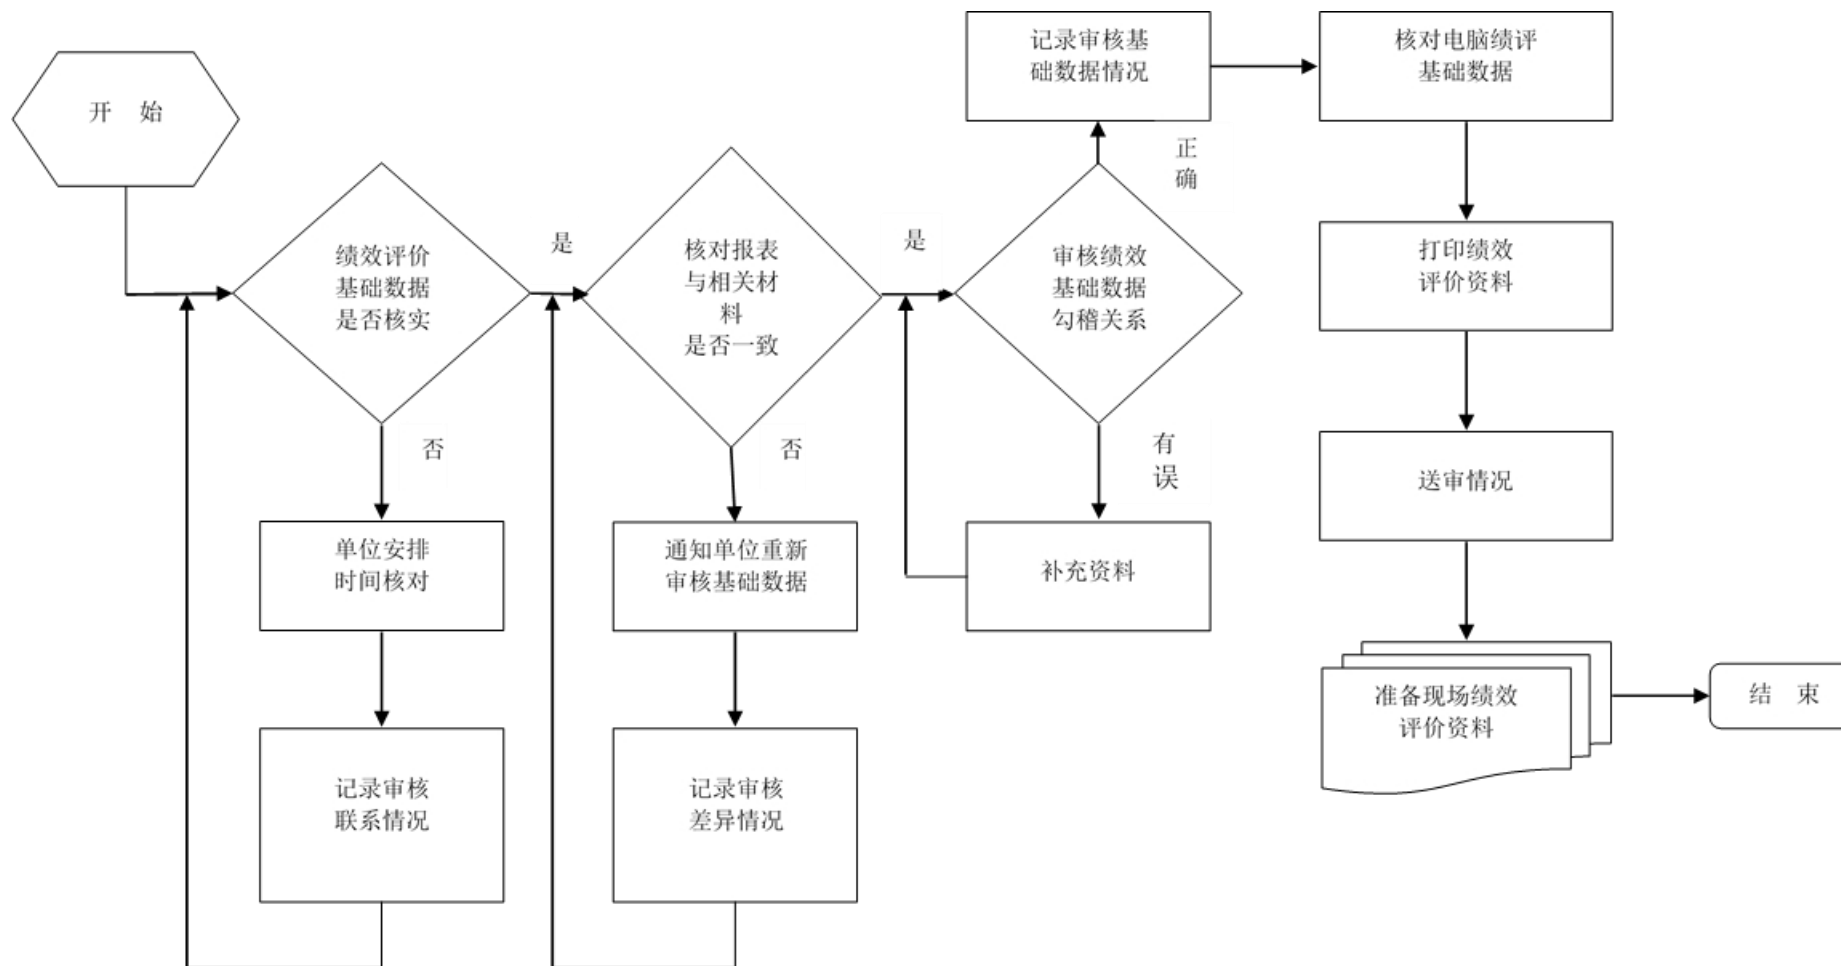 开 始
绩效评价
基础数据
是否核实
是
否
单位安排
时间核对
记录审核
联系情况
核对报表
与相关材
料
是否一致
是
否
通知单位重新
审核基础数据
记录审核
差异情况
审核绩效
基础数据
勾稽关系
正
确
有
误
补充资料
记录审核基
础数据情况
核对电脑绩评
基础数据
打印绩效
评价资料
送审情况
准备现场绩效
评价资料
结 束